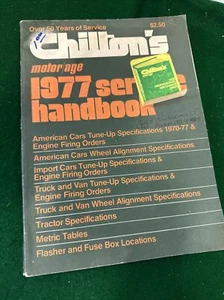 Over 50 Years of Service $2.50
Chilton's
motor/age
1977 service
handbook
American Cars Tune-Up Specifications 1970-77 &
Engine Firing Orders
American Cars Wheel Alignment Specifications
Import Cars Tune-Up Specifications &
Engine Firing Orders
Truck and Van Tune-Up Specifications &
Engine Firing Orders
Truck and Van Wheel Alignment Specifications
Tractor Specifications
Metric Tables
Flasher and Fuse Box Locations